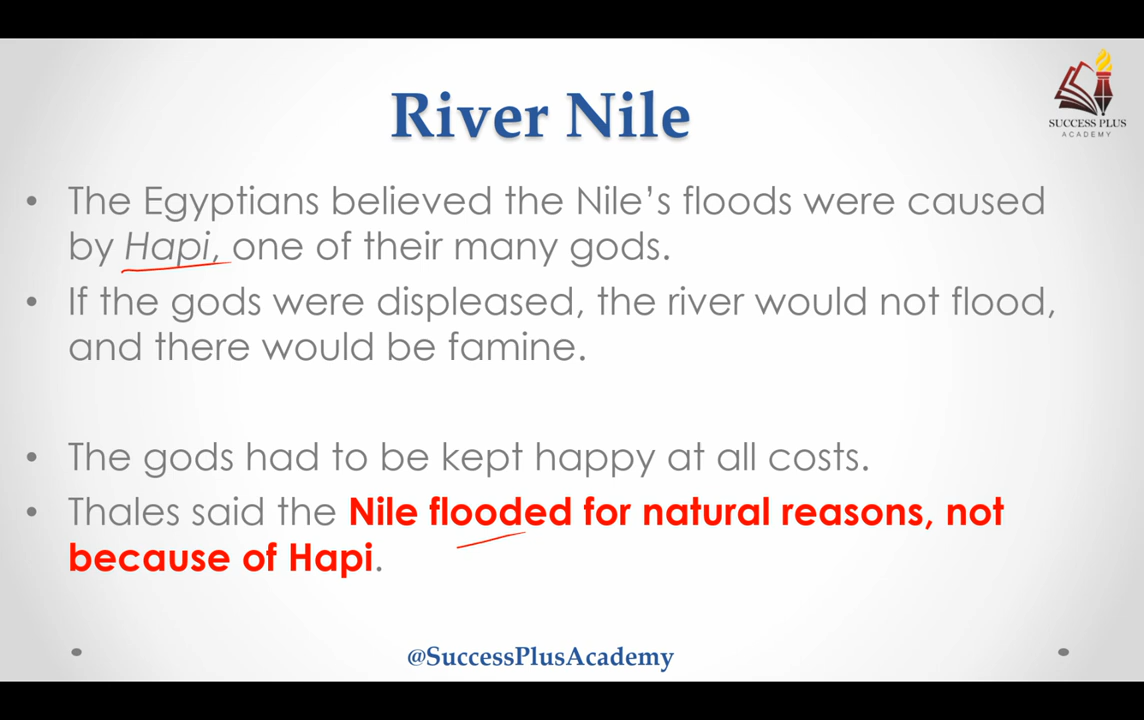 SUCCESS PLUS
ACADEMY
River Nile
• The Egyptians believed the Nile’s floods were caused
by Hapi, one of their many gods.
• If the gods were displeased, the river would not flood,
and there would be famine.
• The gods had to be kept happy at all costs.
• Thales said the Nile flooded for natural reasons, not
because of Hapi.
@SuccessPlusAcademy